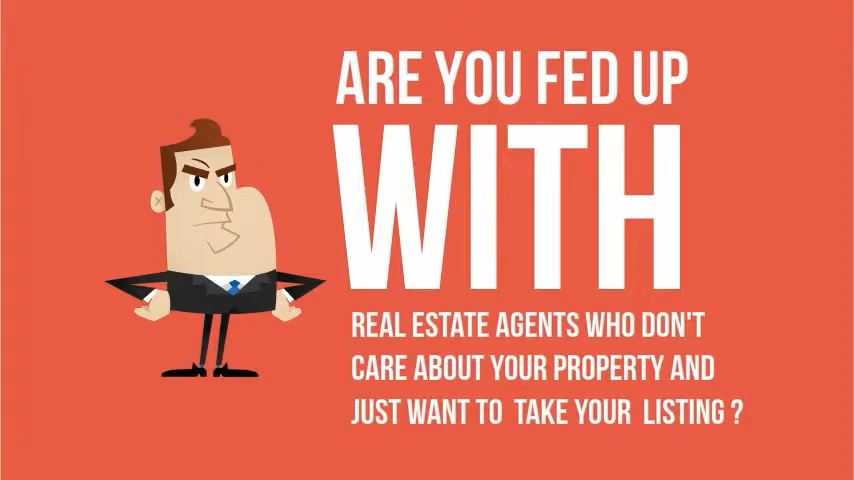 ARE YOU FED UP
WITH
REAL ESTATE AGENTS WHO DON'T
CARE ABOUT YOUR PROPERTY AND
JUST WANT TO TAKE YOUR LISTING ?